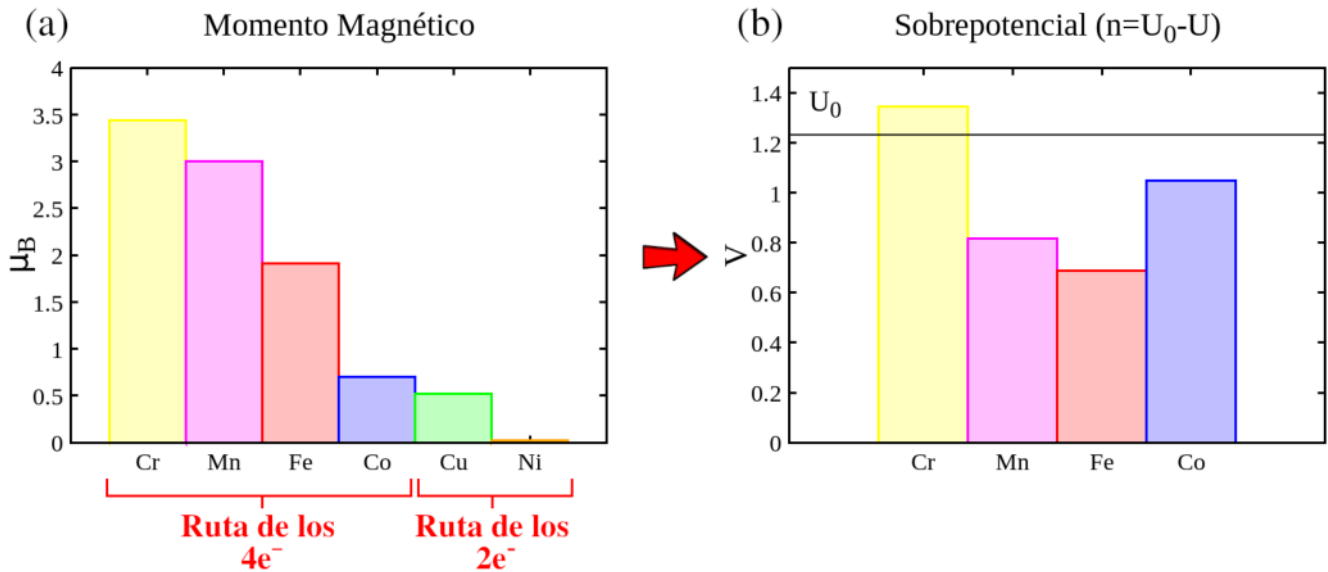 (a) Momento Magnético
4
3.5
3
2.5
2
1.5
1
0.5
0
μB
Cr Mn Fe Co Cu Ni
Ruta de los
4e⁻
Ruta de los
2e⁻
(b) Sobrepotencial (n=U₀-U)
1.4
1.2
1
0.8
0.6
0.4
0.2
0
V
U₀
Cr Mn Fe Co